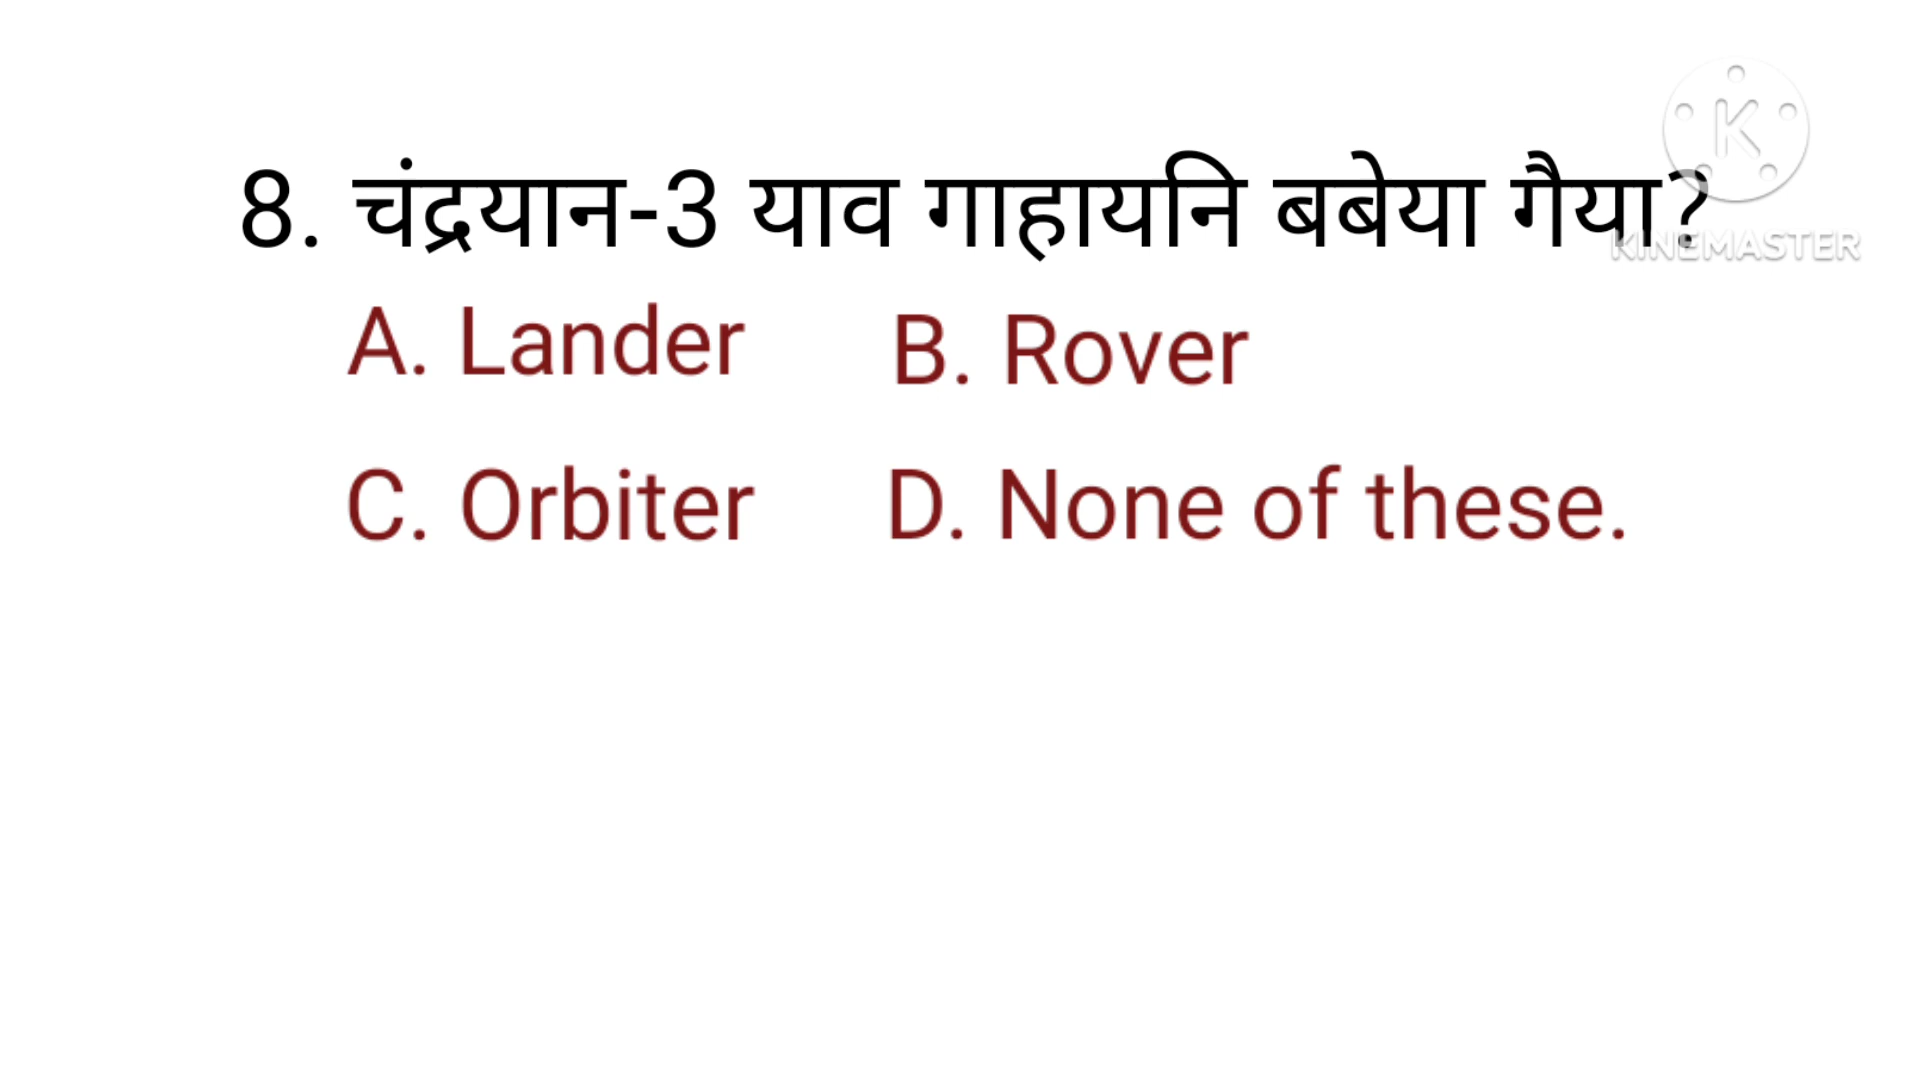 8. चंद्रयान-3 याव गाहायनि बबेया गैया?
KINEMASTER
A. Lander B. Rover
C. Orbiter D. None of these.